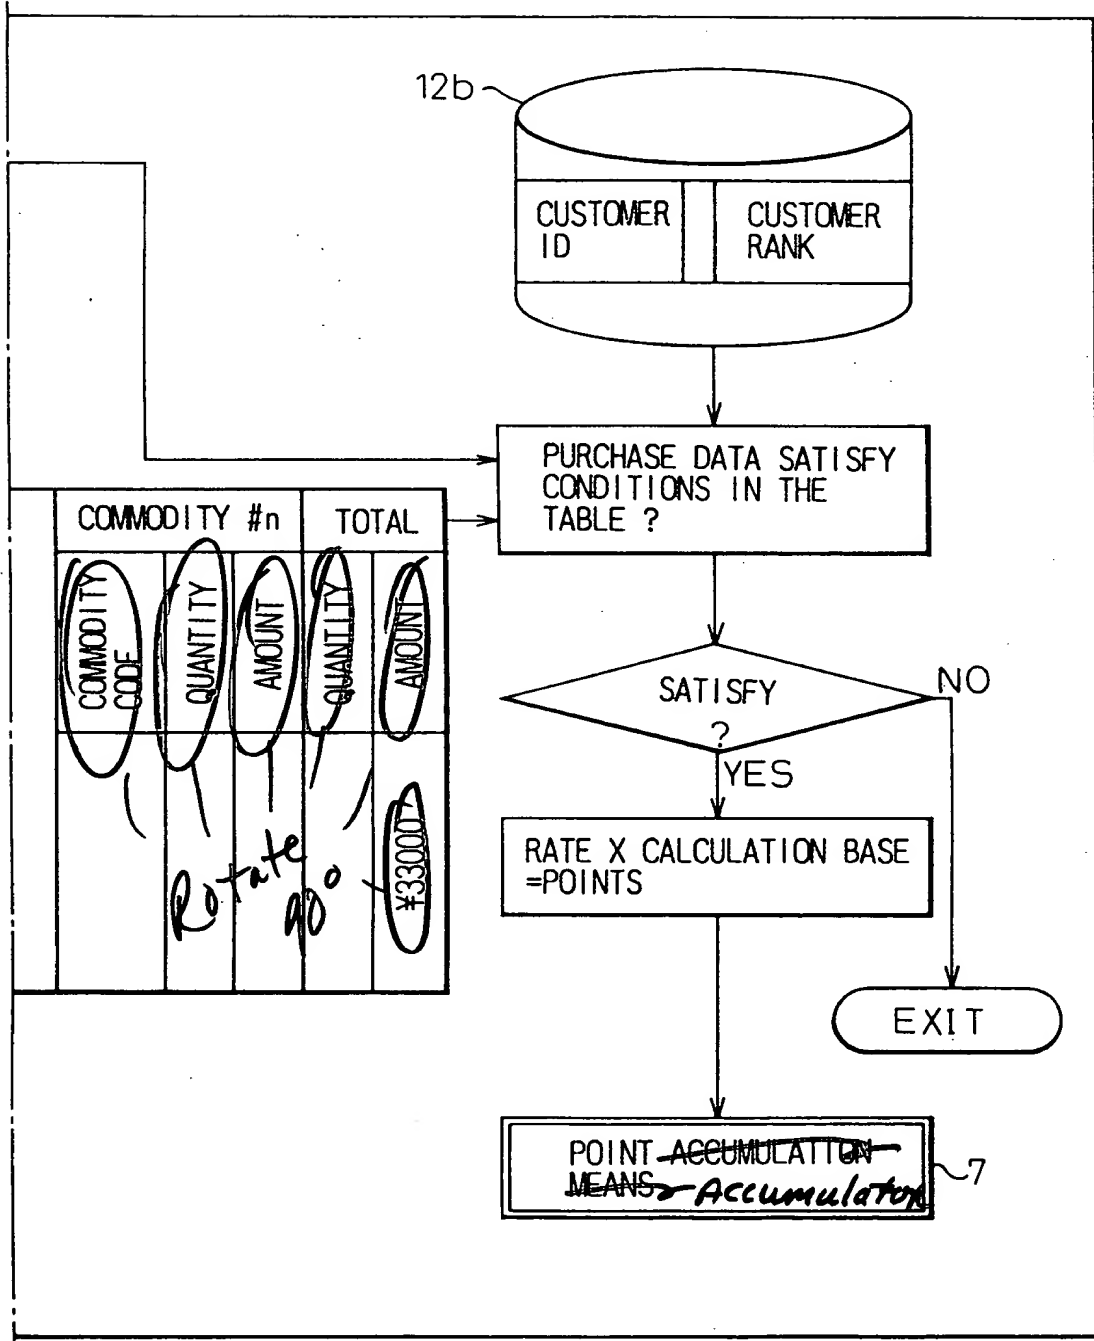 12b
CUSTOMER
ID
CUSTOMER
RANK
PURCHASE DATA SATISFY
CONDITIONS IN THE
TABLE ?
COMMODITY #n
TOTAL
COMMODITY
CODE
QUANTITY
AMOUNT
QUANTITY
AMOUNT
¥33000
Rotate
90°
SATISFY
?
NO
YES
RATE X CALCULATION BASE
=POINTS
EXIT
POINT ACCUMULATION
MEANS Accumulator
7